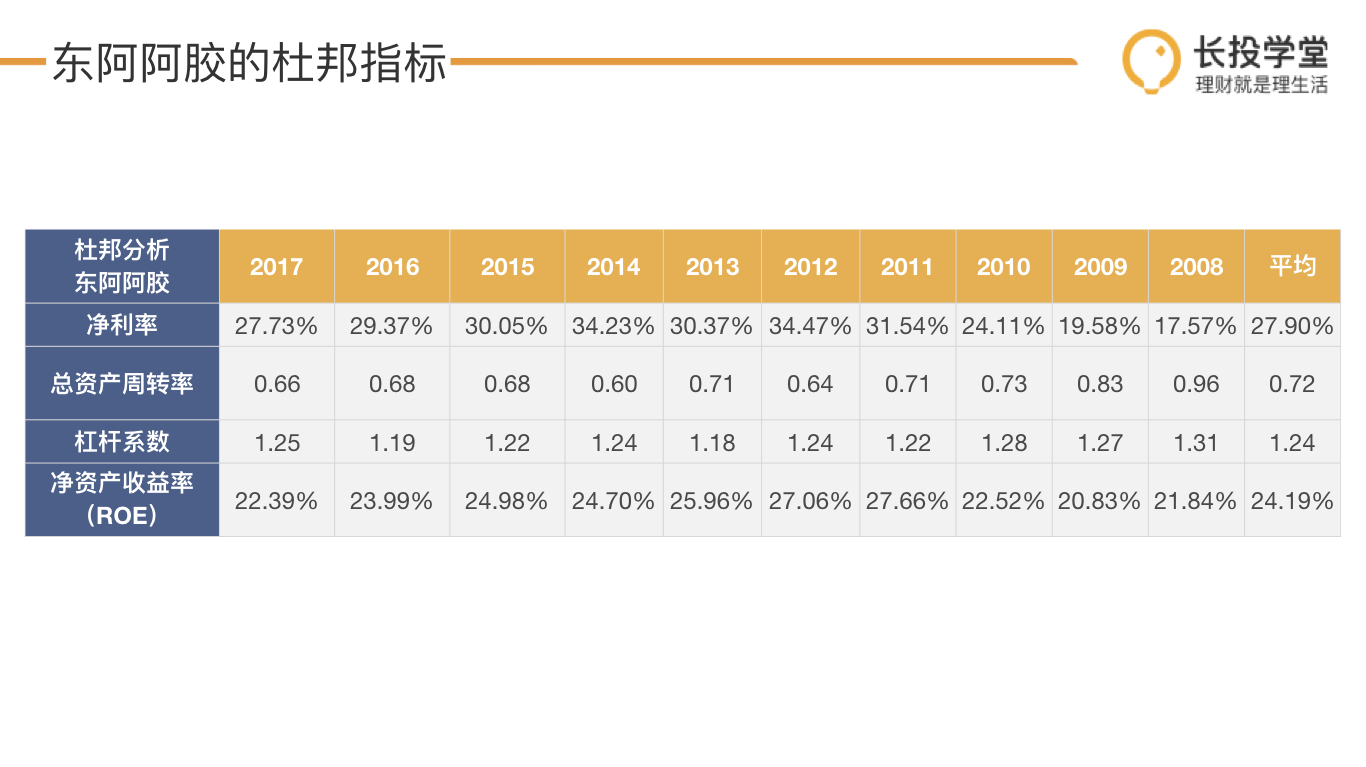 东阿阿胶的杜邦指标
长投学堂
理财就是理生活
杜邦分析
东阿阿胶
2017 2016 2015 2014 2013 2012 2011 2010 2009 2008 平均
净利率 27.73% 29.37% 30.05% 34.23% 30.37% 34.47% 31.54% 24.11% 19.58% 17.57% 27.90%
总资产周转率 0.66 0.68 0.68 0.60 0.71 0.64 0.71 0.73 0.83 0.96 0.72
杠杆系数 1.25 1.19 1.22 1.24 1.18 1.24 1.22 1.28 1.27 1.31 1.24
净资产收益率
（ROE） 22.39% 23.99% 24.98% 24.70% 25.96% 27.06% 27.66% 22.52% 20.83% 21.84% 24.19%